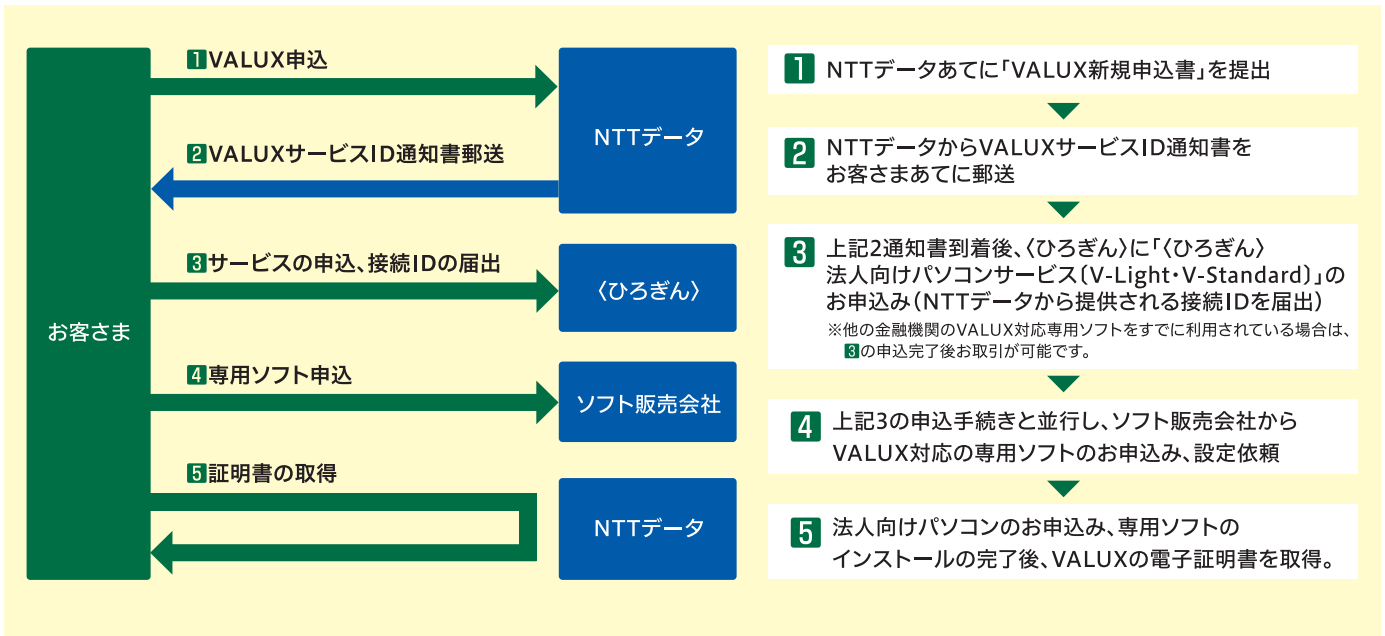 お客さま
1VALUX申込
NTTデータ
2VALUXサービスID通知書郵送
3サービスの申込、接続IDの届出
〈ひろぎん〉
4専用ソフト申込
ソフト販売会社
5証明書の取得
NTTデータ
1 NTTデータあてに「VALUX新規申込書」を提出
2 NTTデータからVALUXサービスID通知書を
お客さまあてに郵送
3 上記2通知書到着後、〈ひろぎん〉に「〈ひろぎん〉
法人向けパソコンサービス〔V-Light・V-Standard〕」の
お申込み(NTTデータから提供される接続IDを届出)
※他の金融機関のVALUX対応専用ソフトをすでに利用されている場合は、
3の申込完了後お取引が可能です。
4 上記3の申込手続きと並行し、ソフト販売会社から
VALUX対応の専用ソフトのお申込み、設定依頼
5 法人向けパソコンのお申込み、専用ソフトの
インストールの完了後、VALUXの電子証明書を取得。